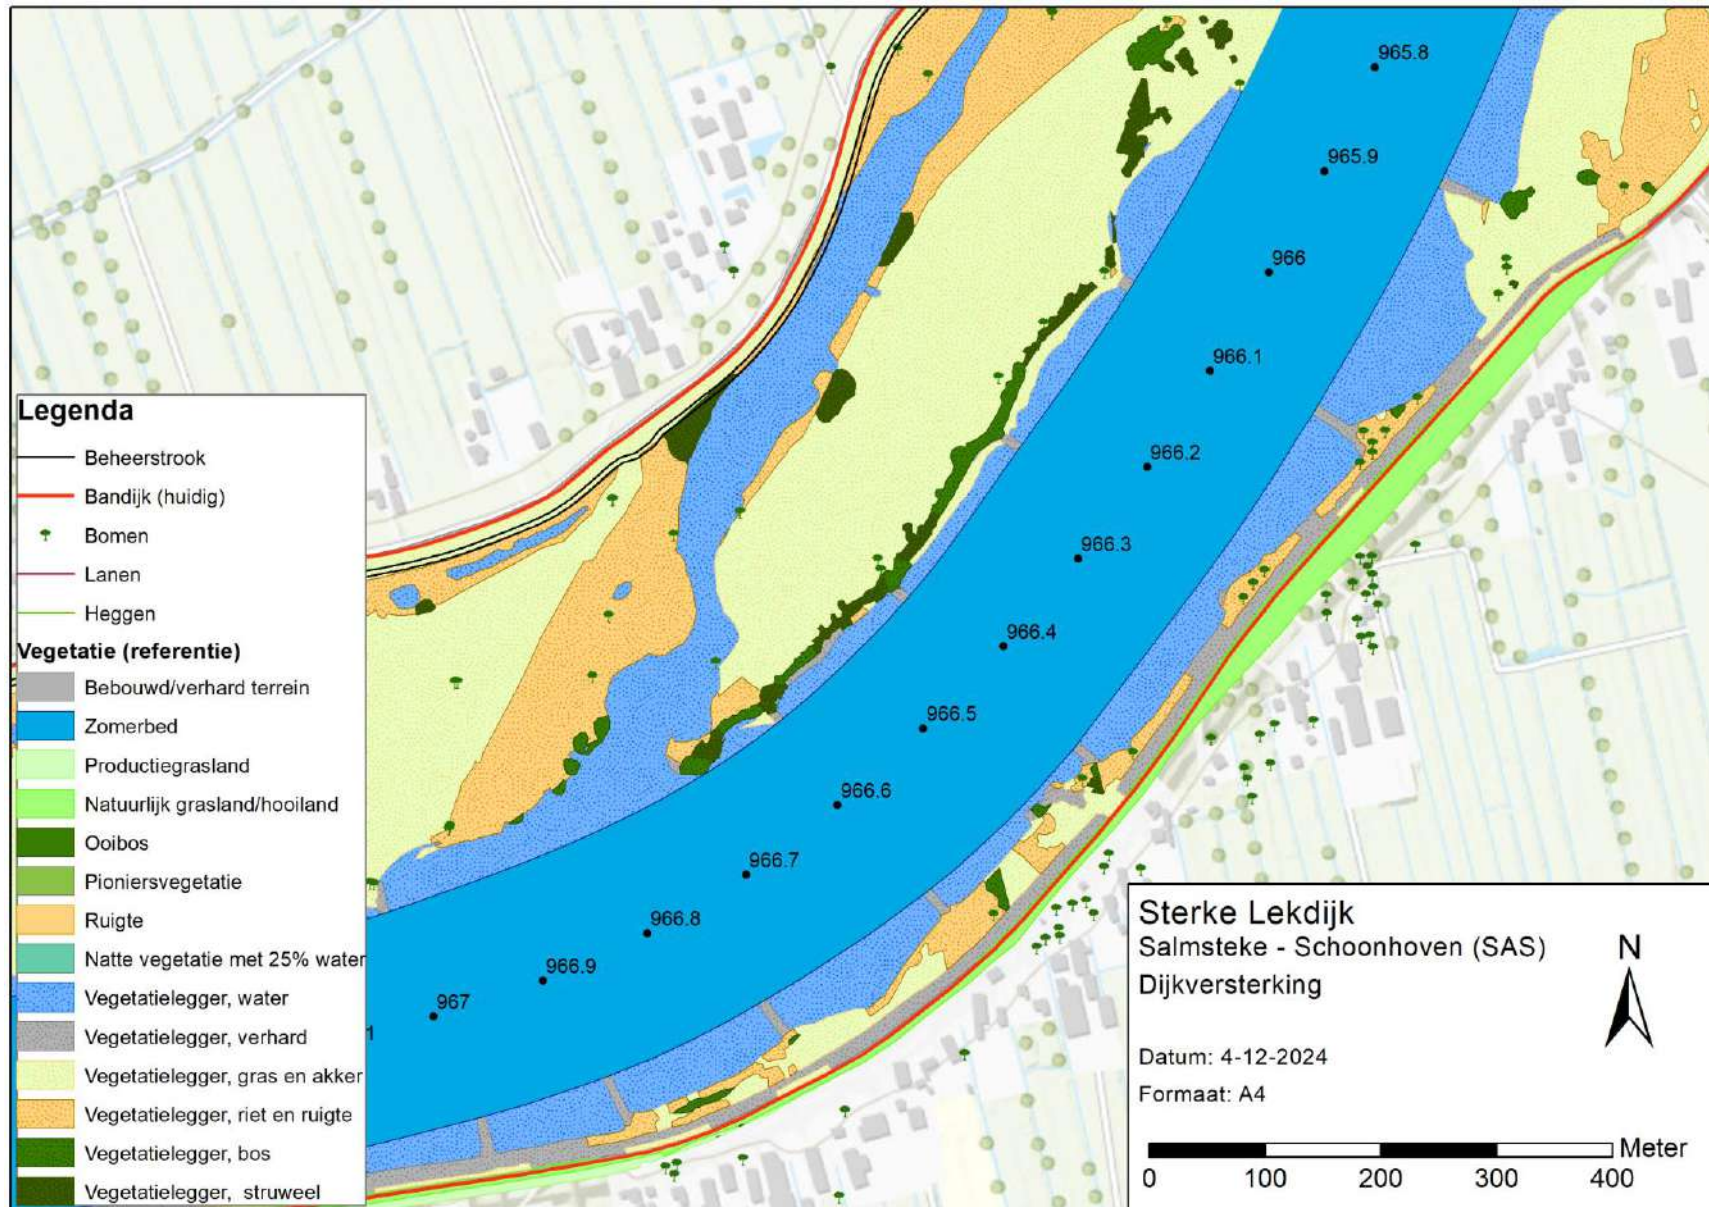 965.8
965.9
966
966.1
966.2
966.3
966.4
966.5
966.6
966.7
966.8
966.9
967
1
Legenda
Beheerstrook
Bandijk (huidig)
Bomen
Lanen
Heggen
Vegetatie (referentie)
Bebouwd/verhard terrein
Zomerbed
Productiegrasland
Natuurlijk grasland/hooiland
Ooibos
Pioniersvegetatie
Ruigte
Natte vegetatie met 25% water
Vegetatielegger, water
Vegetatielegger, verhard
Vegetatielegger, gras en akker
Vegetatielegger, riet en ruigte
Vegetatielegger, bos
Vegetatielegger, struweel
Sterke Lekdijk
Salmsteke - Schoonhoven (SAS)
Dijkversterking
N
Datum: 4-12-2024
Formaat: A4
Meter
0 100 200 300 400